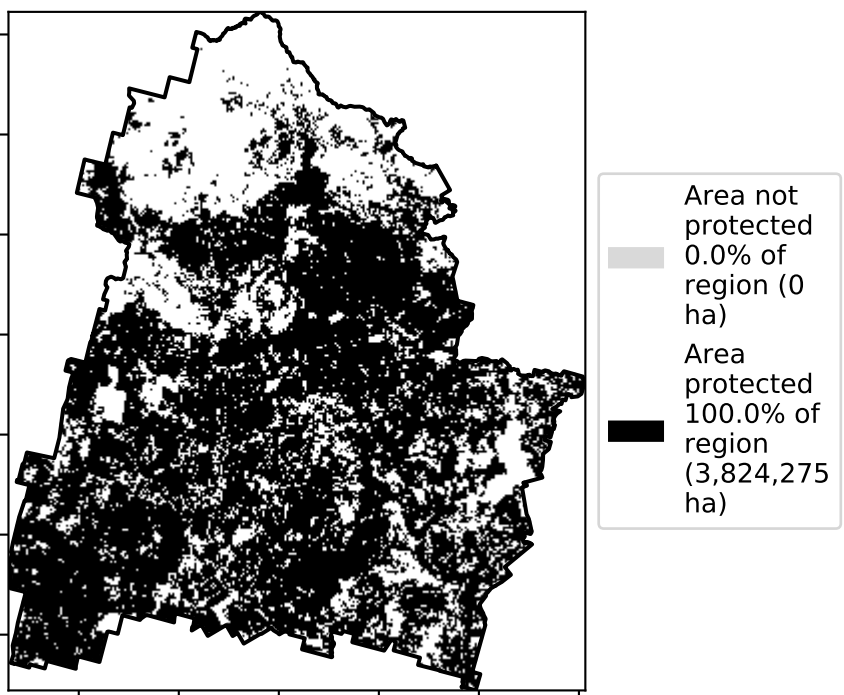 Area not
protected
0.0% of
region (0
ha)
Area
protected
100.0% of
region
(3,824,275
ha)